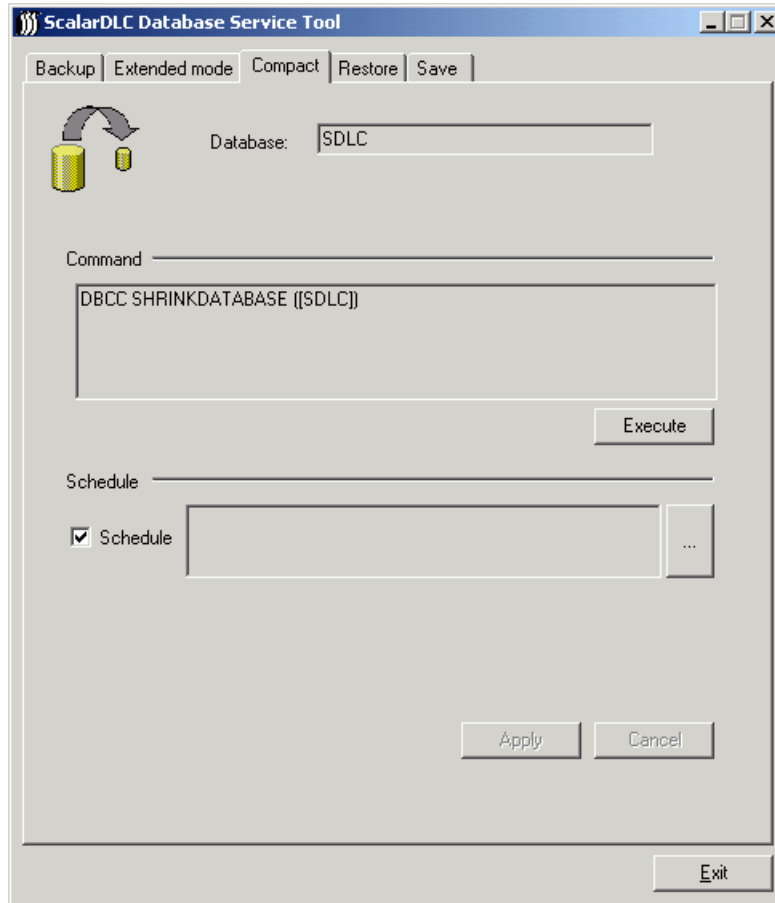 ScalarDLC Database Service Tool
Backup Extended mode Compact Restore Save
Database: SDLC
Command
DBCC SHRINKDATABASE ([SDLC])
Execute
Schedule
Schedule ...
Apply Cancel
Exit